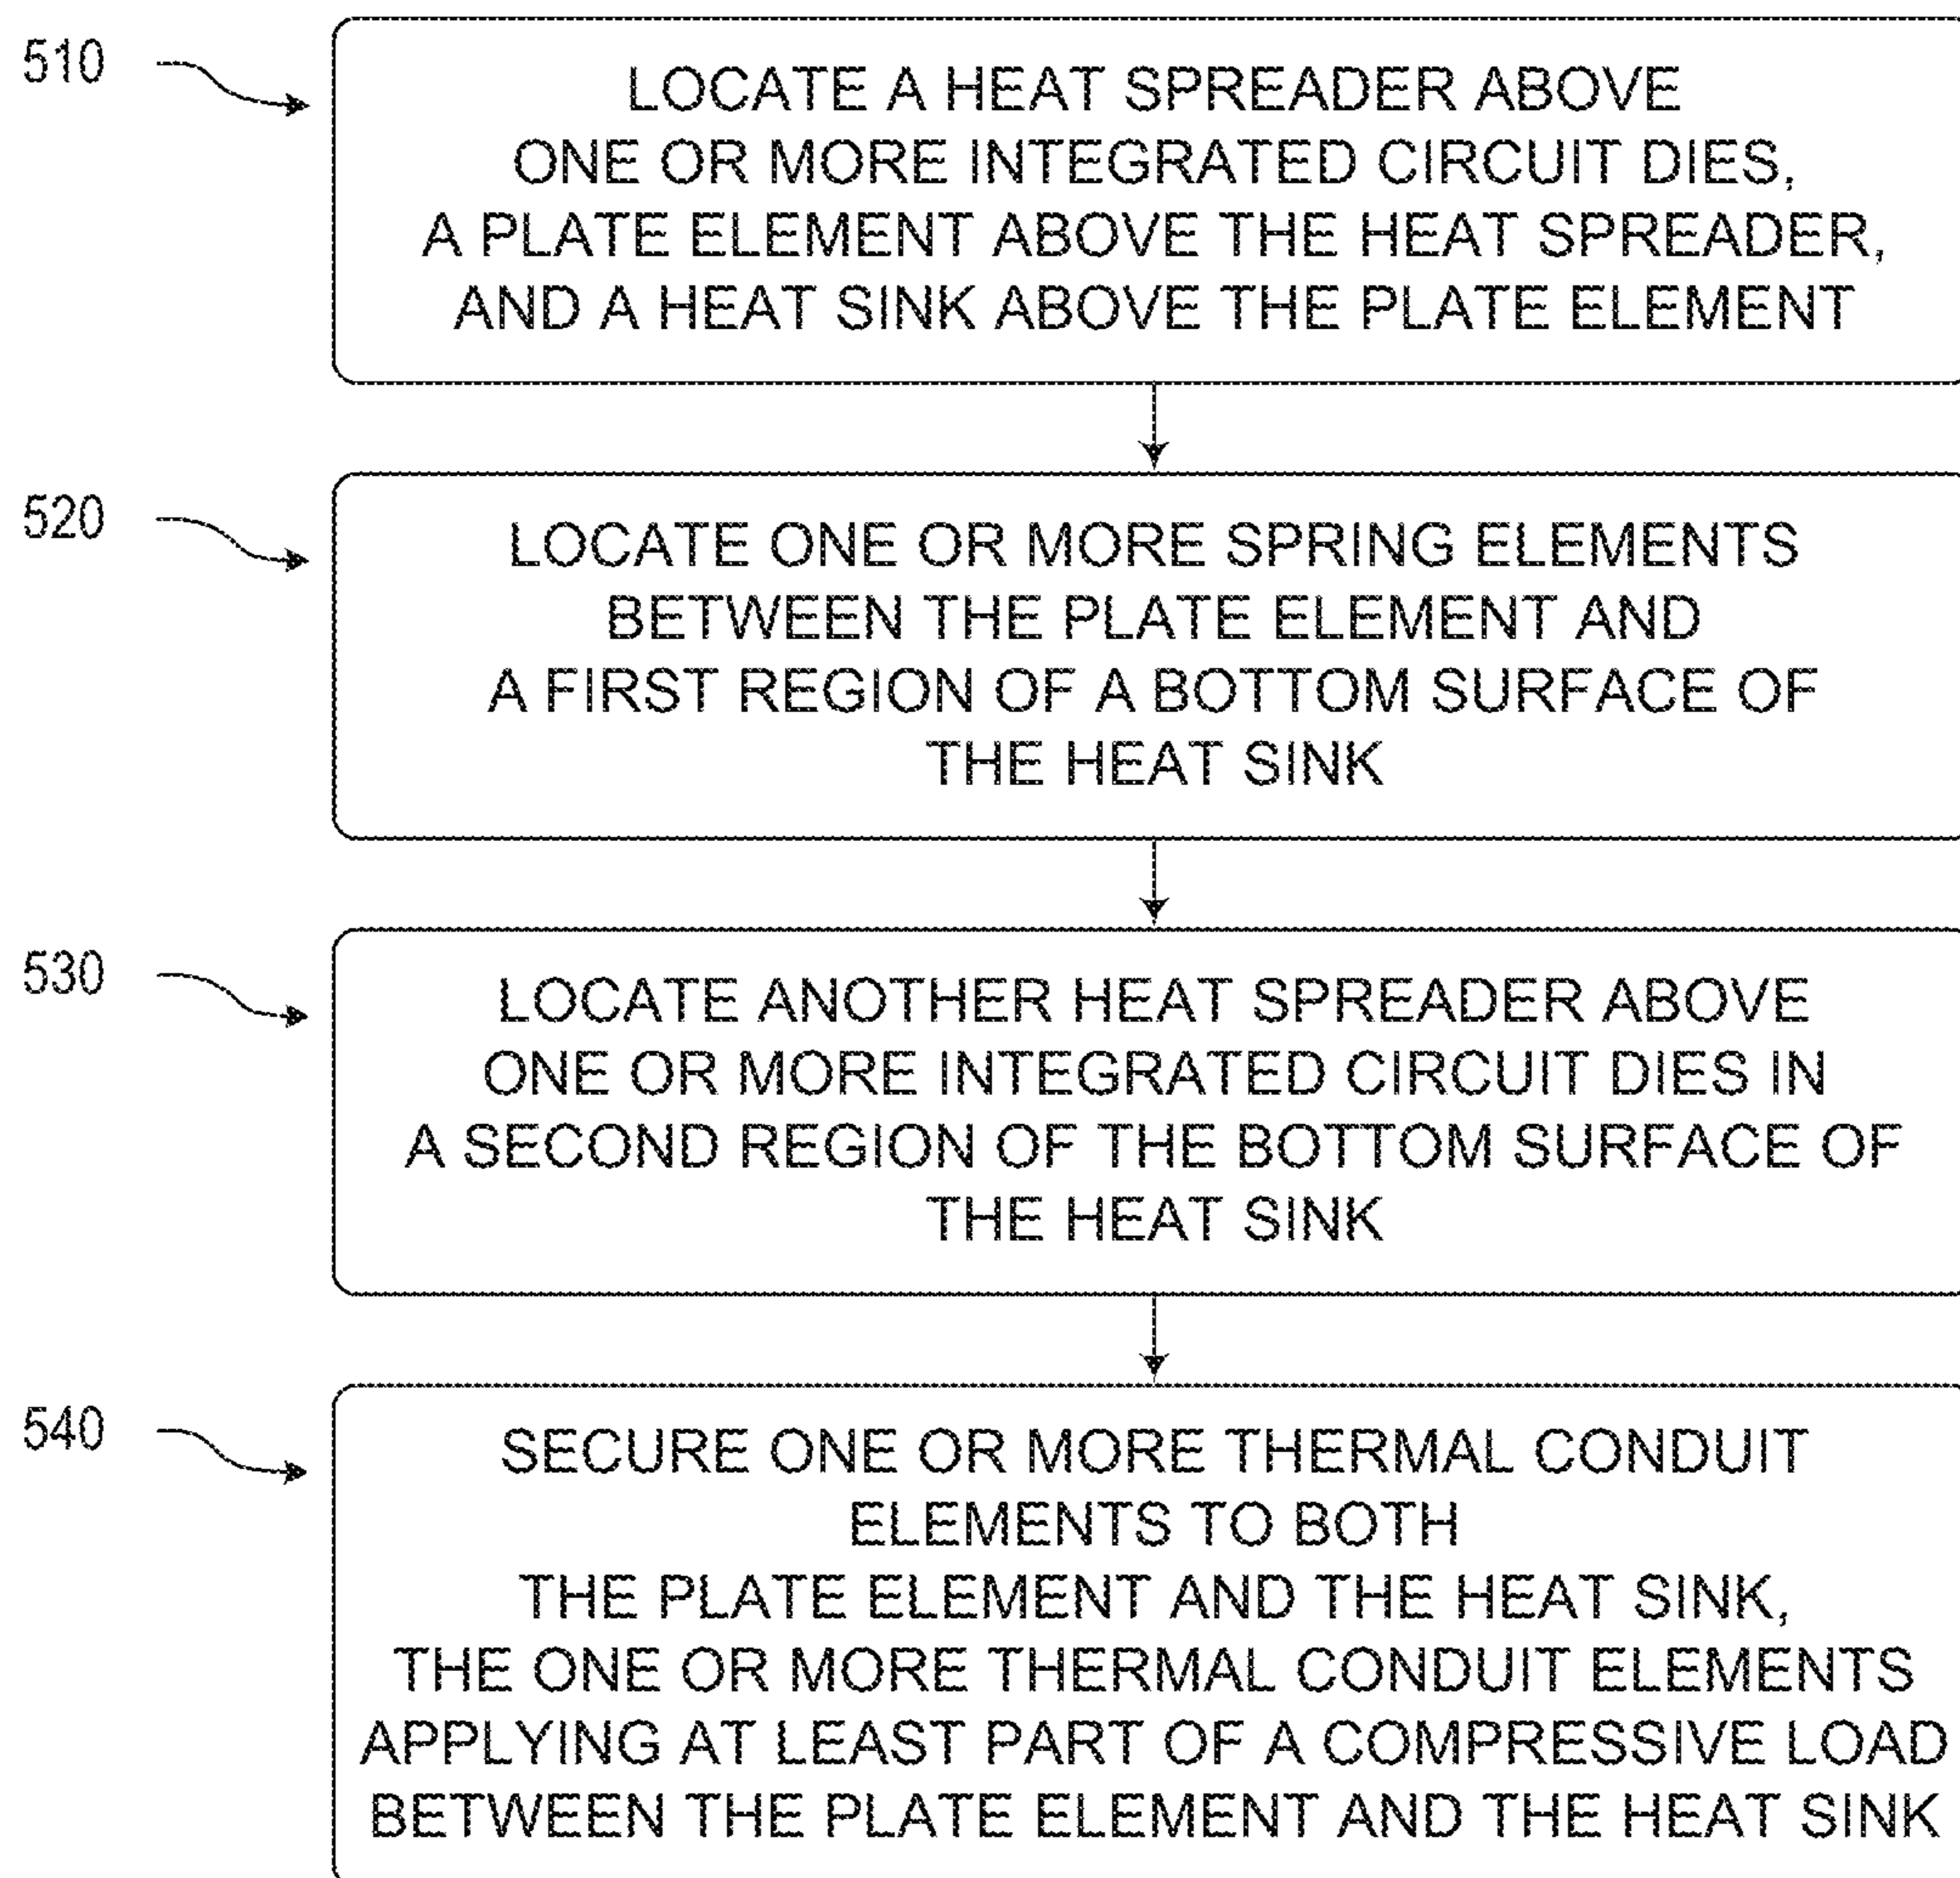 510
LOCATE A HEAT SPREADER ABOVE
ONE OR MORE INTEGRATED CIRCUIT DIES,
A PLATE ELEMENT ABOVE THE HEAT SPREADER,
AND A HEAT SINK ABOVE THE PLATE ELEMENT
520
LOCATE ONE OR MORE SPRING ELEMENTS
BETWEEN THE PLATE ELEMENT AND
A FIRST REGION OF A BOTTOM SURFACE OF
THE HEAT SINK
530
LOCATE ANOTHER HEAT SPREADER ABOVE
ONE OR MORE INTEGRATED CIRCUIT DIES IN
A SECOND REGION OF THE BOTTOM SURFACE OF
THE HEAT SINK
540
SECURE ONE OR MORE THERMAL CONDUIT
ELEMENTS TO BOTH
THE PLATE ELEMENT AND THE HEAT SINK,
THE ONE OR MORE THERMAL CONDUIT ELEMENTS
APPLYING AT LEAST PART OF A COMPRESSIVE LOAD
BETWEEN THE PLATE ELEMENT AND THE HEAT SINK